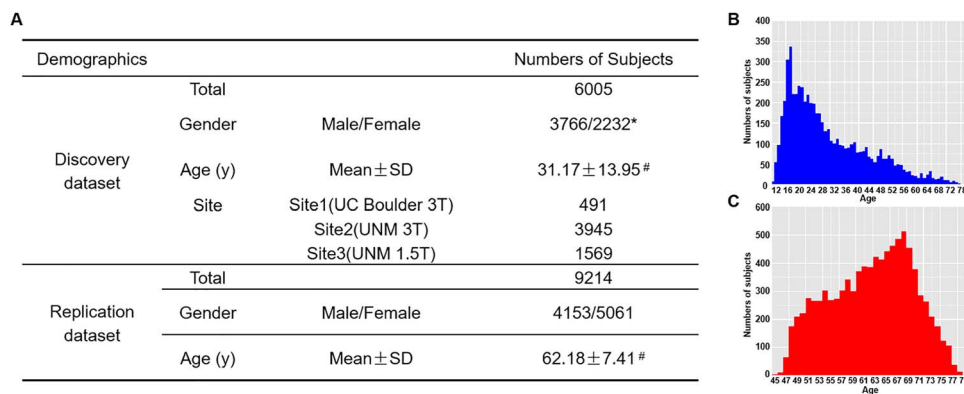 A
Demographics Numbers of Subjects
Total 6005
Gender Male/Female 3766/2232*
Discovery dataset
Age (y) Mean±SD 31.17±13.95 #
Site Site1(UC Boulder 3T) 491
Site2(UNM 3T) 3945
Site3(UNM 1.5T) 1569
Total 9214
Replication dataset
Gender Male/Female 4153/5061
Age (y) Mean±SD 62.18±7.41 #
B
Numbers of subjects
400
350
300
250
200
150
100
50
0
12 16 20 24 28 32 36 40 44 48 52 56 60 64 68 72 78
Age
C
Numbers of subjects
600
500
400
300
200
100
0
45 47 49 51 53 55 57 59 61 63 65 67 69 71 73 75 77
Age